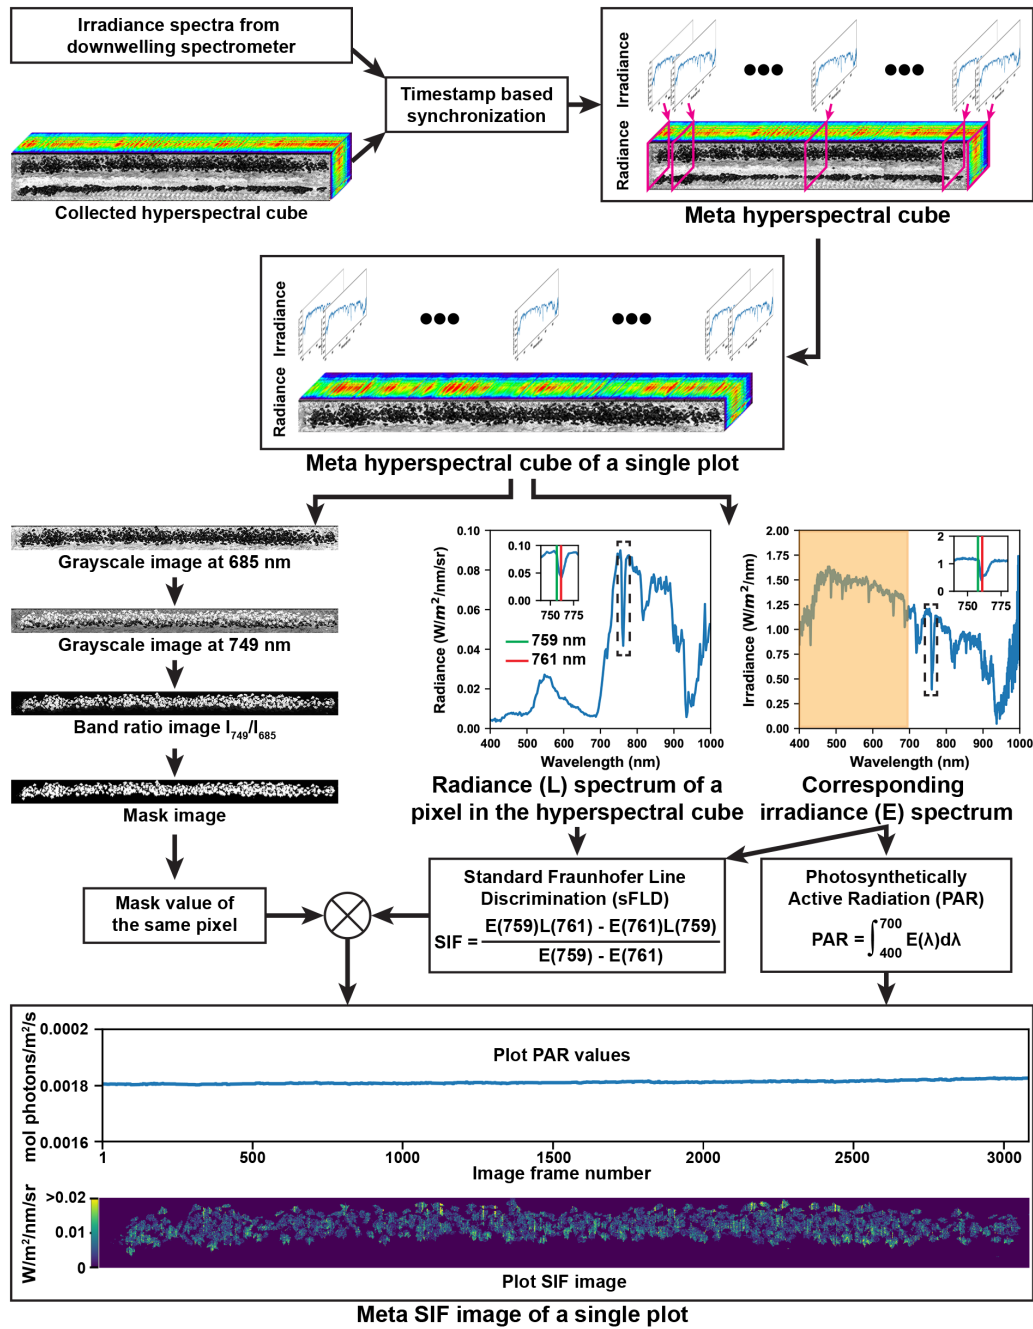 Irradiance spectra from
downwelling spectrometer
Timestamp based
synchronization
Collected hyperspectral cube
Irradiance
Radiance
Meta hyperspectral cube
Irradiance
Radiance
Meta hyperspectral cube of a single plot
Grayscale image at 685 nm
Grayscale image at 749 nm
Band ratio image I749/I685
Mask image
Radiance (W/m²/nm/sr)
0.10
0.08
0.06
0.04
0.02
0.00
0.10
0.05
0.00
750 775
759 nm
761 nm
400 500 600 700 800 900 1000
Wavelength (nm)
Radiance (L) spectrum of a
pixel in the hyperspectral cube
Irradiance (W/m²/nm)
2.00
1.75
1.50
1.25
1.00
0.75
0.50
0.25
0.00
2
1
0
750 775
400 500 600 700 800 900 1000
Wavelength (nm)
Corresponding
irradiance (E) spectrum
Mask value of
the same pixel
Standard Fraunhofer Line
Discrimination (sFLD)
SIF = E(759)L(761) - E(761)L(759)
E(759) - E(761)
Photosynthetically
Active Radiation (PAR)
PAR = ∫ 700 400 E(λ)dλ
mol photons/m²/s
0.0002
0.0018
0.0016
Plot PAR values
1 500 1000 1500 2000 2500 3000
Image frame number
W/m²/nm/sr
>0.02
0.01
0
Plot SIF image
Meta SIF image of a single plot